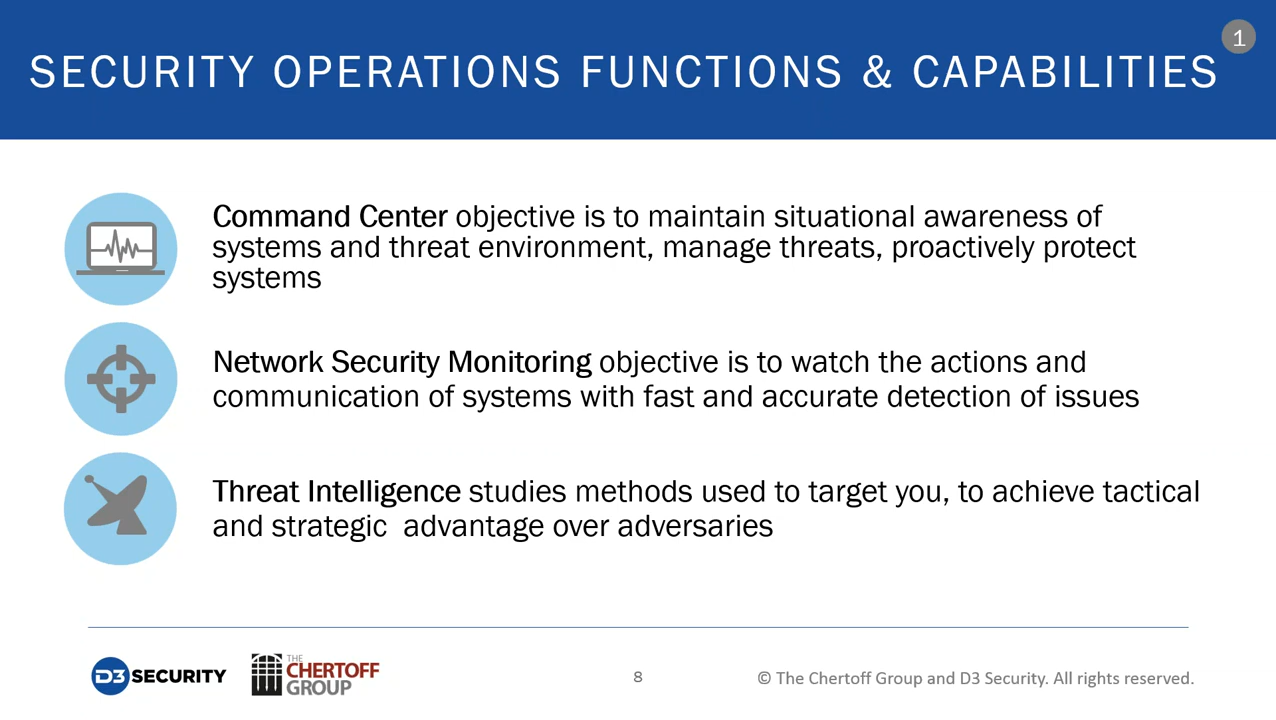 1
SECURITY OPERATIONS FUNCTIONS & CAPABILITIES
Command Center objective is to maintain situational awareness of
systems and threat environment, manage threats, proactively protect
systems
Network Security Monitoring objective is to watch the actions and
communication of systems with fast and accurate detection of issues
Threat Intelligence studies methods used to target you, to achieve tactical
and strategic  advantage over adversaries
D3 SECURITY
THE
CHERTOFF
GROUP
8
© The Chertoff Group and D3 Security. All rights reserved.